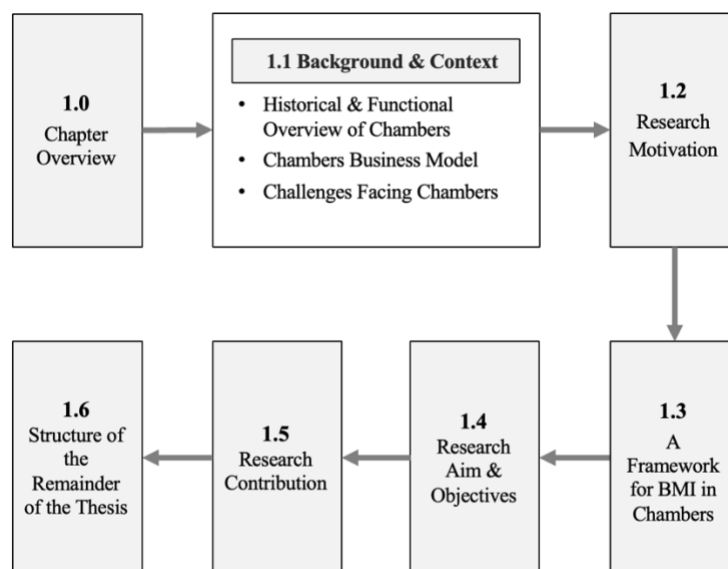 1.0
Chapter
Overview
1.1 Background & Context
• Historical & Functional
Overview of Chambers
• Chambers Business Model
• Challenges Facing Chambers
1.2
Research
Motivation
1.3
A
Framework
for BMI in
Chambers
1.4
Research
Aim &
Objectives
1.5
Research
Contribution
1.6
Structure of
the
Remainder
of the Thesis